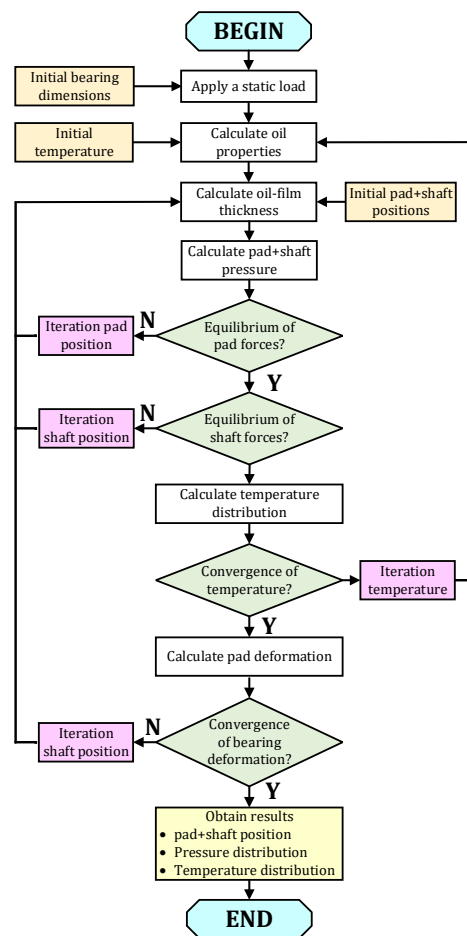 BEGIN
Initial bearing
dimensions
Apply a static load
Initial
temperature
Calculate oil
properties
Calculate oil-film
thickness
Initial pad+shaft
positions
Calculate pad+shaft
pressure
Iteration pad
position
N
Equilibrium of
pad forces?
Y
Iteration
shaft position
N
Equilibrium
of shaft forces?
Calculate temperature
distribution
Convergence of
temperature?
Iteration
temperature
Y
Calculate pad deformation
Iteration
shaft position
N
Convergence
of bearing
deformation?
Y
Obtain results
• pad+shaft position
• Pressure distribution
• Temperature distribution
END